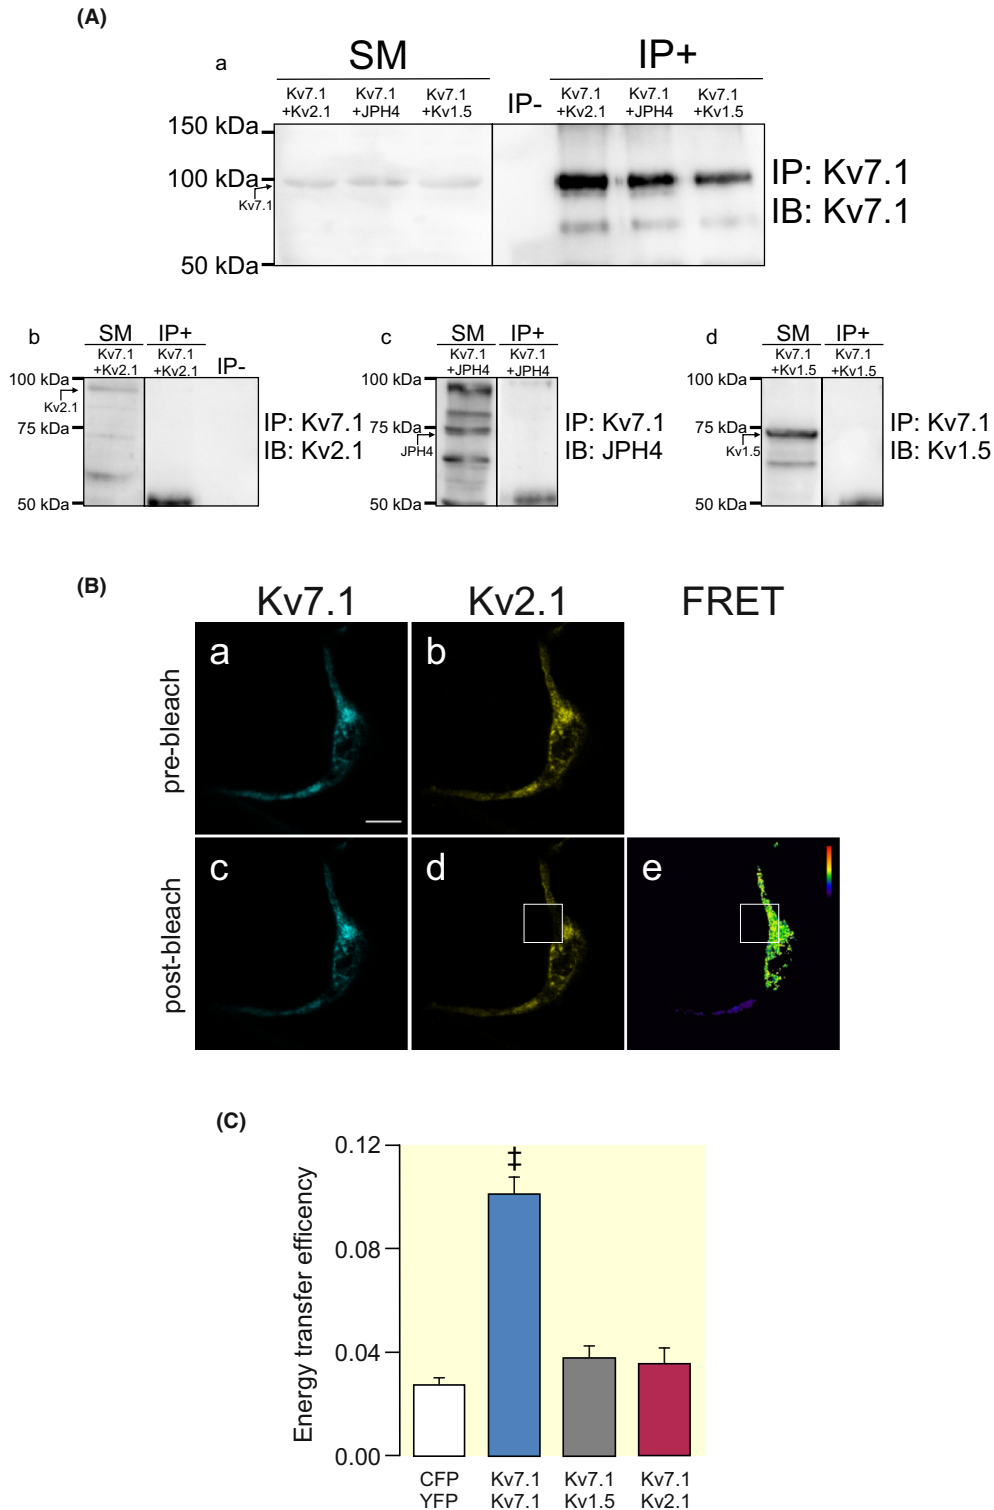 (A)
a
SM
IP+
Kv7.1 +Kv2.1
Kv7.1 +JPH4
Kv7.1 +Kv1.5
IP-
Kv7.1 +Kv2.1
Kv7.1 +JPH4
Kv7.1 +Kv1.5
150 kDa
100 kDa
Kv7.1
50 kDa
IP: Kv7.1
IB: Kv7.1
b
SM
IP+
Kv7.1 +Kv2.1
Kv7.1 +Kv2.1
IP-
100 kDa
Kv2.1
75 kDa
50 kDa
IP: Kv7.1
IB: Kv2.1
c
SM
IP+
Kv7.1 +JPH4
Kv7.1 +JPH4
100 kDa
75 kDa
JPH4
50 kDa
IP: Kv7.1
IB: JPH4
d
SM
IP+
Kv7.1 +Kv1.5
Kv7.1 +Kv1.5
100 kDa
75 kDa
Kv1.5
50 kDa
IP: Kv7.1
IB: Kv1.5
(B)
Kv7.1
Kv2.1
FRET
pre-bleach
a
b
post-bleach
c
d
e
(C)
Energy transfer efficency
0.12
0.08
0.04
0.00
‡
CFP YFP
Kv7.1 Kv7.1
Kv7.1 Kv1.5
Kv7.1 Kv2.1